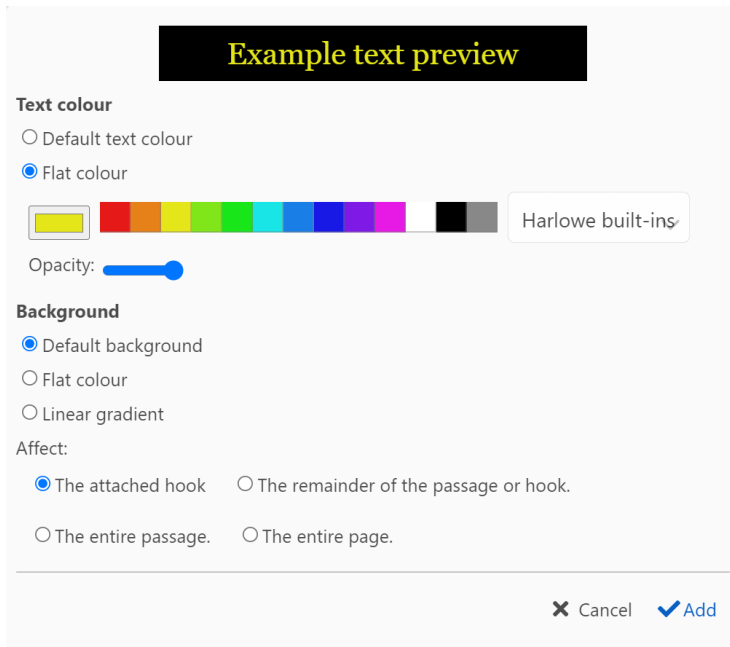 Example text preview
Text colour
Default text colour
Flat colour
Harlowe built-ins
Opacity:
Background
Default background
Flat colour
Linear gradient
Affect:
The attached hook The remainder of the passage or hook.
The entire passage. The entire page.
Cancel Add